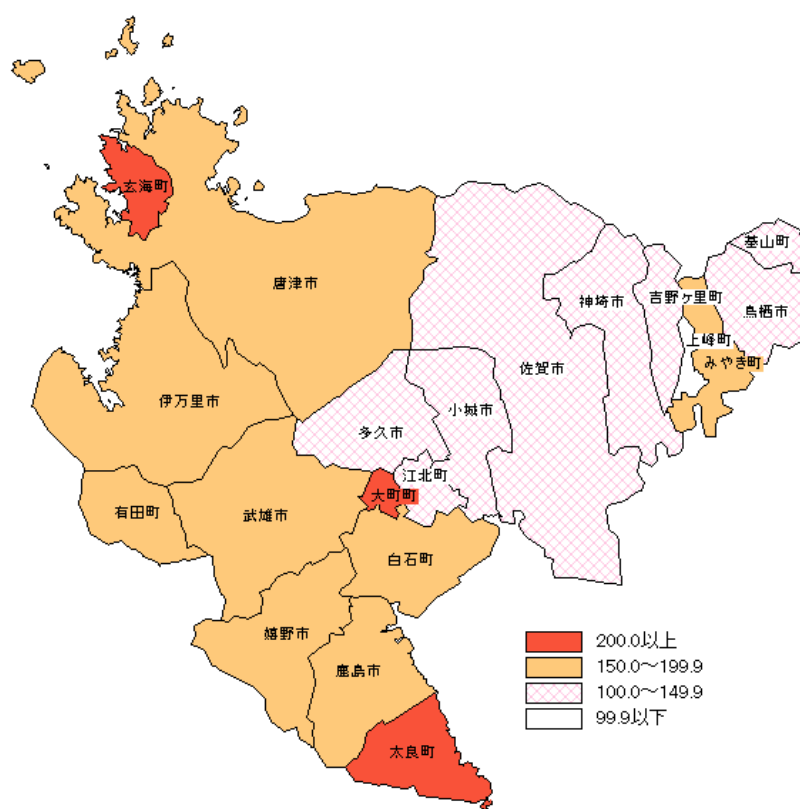 玄海町
基山町
唐津市
吉野ヶ里町
神埼市
鳥栖市
上峰町
みやき町
佐賀市
伊万里市
小城市
多久市
江北町
大町町
有田町
武雄市
白石町
嬉野市
鹿島市
太良町
200.0以上
150.0～199.9
100.0～149.9
99.9以下